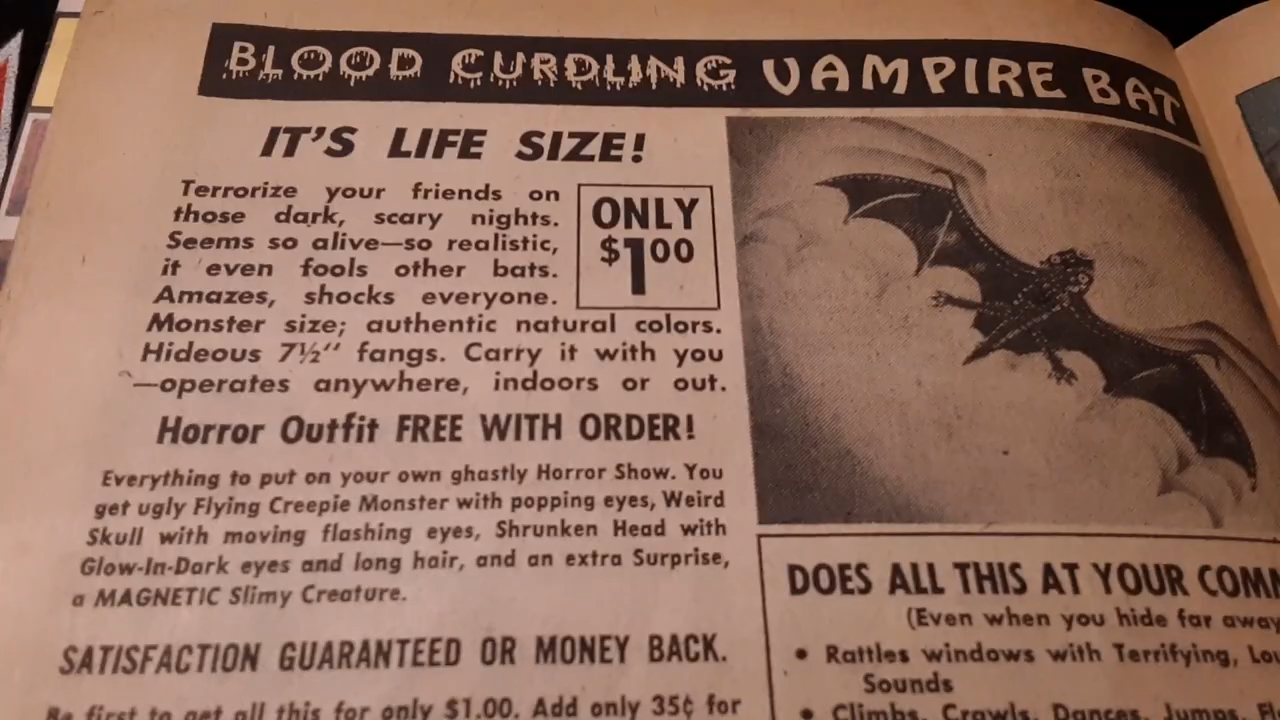 BLOOD CURDLING VAMPIRE BAT
IT'S LIFE SIZE!
Terrorize your friends on
those dark, scary nights.
Seems so alive—so realistic,
it even fools other bats.
Amazes, shocks everyone.
Monster size; authentic natural colors.
Hideous 7½" fangs. Carry it with you
—operates anywhere, indoors or out.
ONLY
$1.00
Horror Outfit FREE WITH ORDER!
Everything to put on your own ghastly Horror Show. You
get ugly Flying Creepie Monster with popping eyes, Weird
Skull with moving flashing eyes, Shrunken Head with
Glow-In-Dark eyes and long hair, and an extra Surprise,
a MAGNETIC Slimy Creature.
SATISFACTION GUARANTEED OR MONEY BACK.
Be first to get all this for only $1.00. Add only 35¢ for
DOES ALL THIS AT YOUR COM
(Even when you hide far away
• Rattles windows with Terrifying, Lou
Sounds
• Climbs, Crawls, Dances, Jumps, Fl